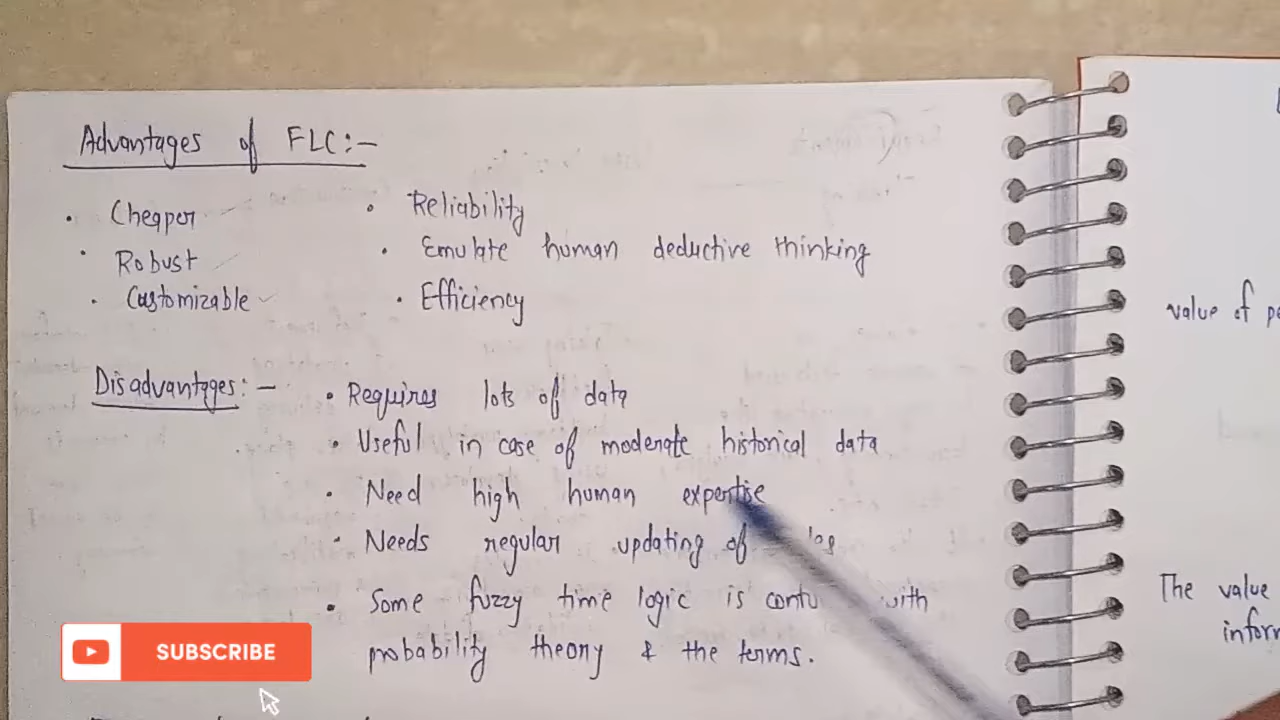 Advantages of FLC:-
• Cheaper
• Robust
• Customizable
• Reliability
• Emulate human deductive thinking
• Efficiency
Disadvantages:-
• Requires lots of data
• Useful in case of moderate historical data
• Need high human expertise
• Needs regular updating of
• Some fuzzy time logic is with
probability theory & the terms.
SUBSCRIBE
value of
The value